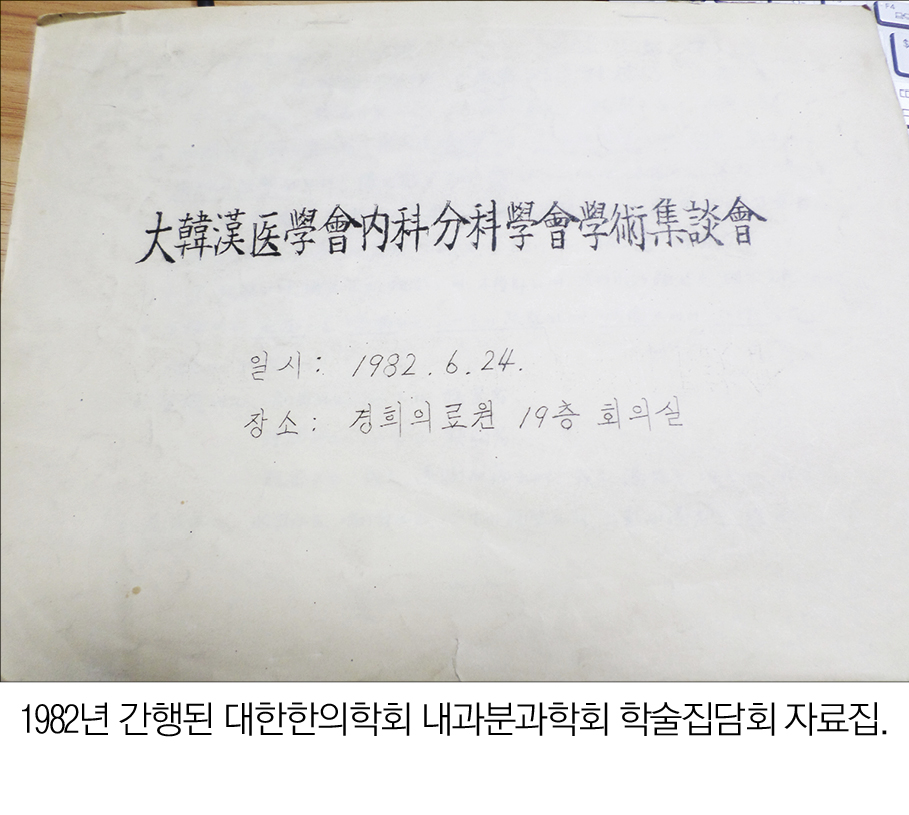 大韓漢医學會内科分科學會學術集談會
일시: 1982. 6. 24.
장소: 경희의료원 19층 회의실
1982년 간행된 대한한의학회 내과분과학회 학술집담회 자료집.